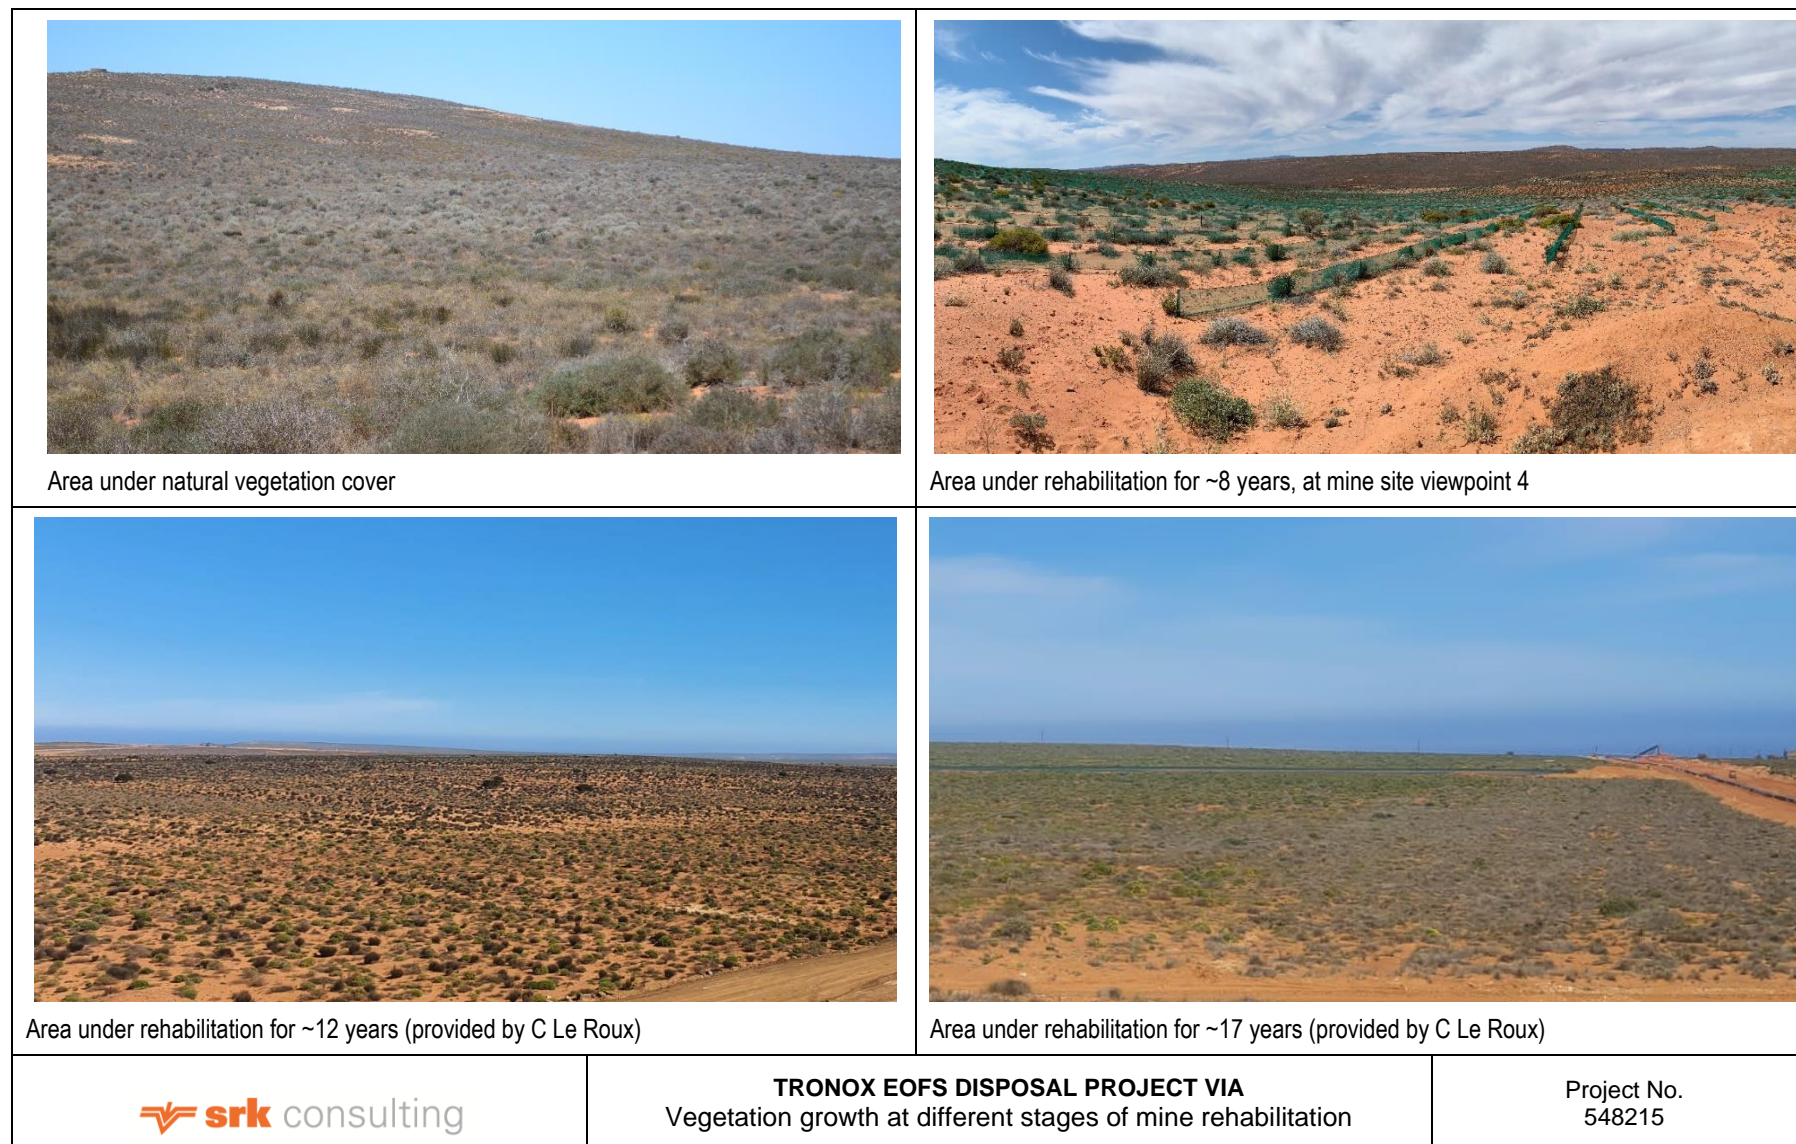 Area under natural vegetation cover
Area under rehabilitation for ~8 years, at mine site viewpoint 4
Area under rehabilitation for ~12 years (provided by C Le Roux)
Area under rehabilitation for ~17 years (provided by C Le Roux)
srk consulting
TRONOX EOFS DISPOSAL PROJECT VIA
Vegetation growth at different stages of mine rehabilitation
Project No.
548215